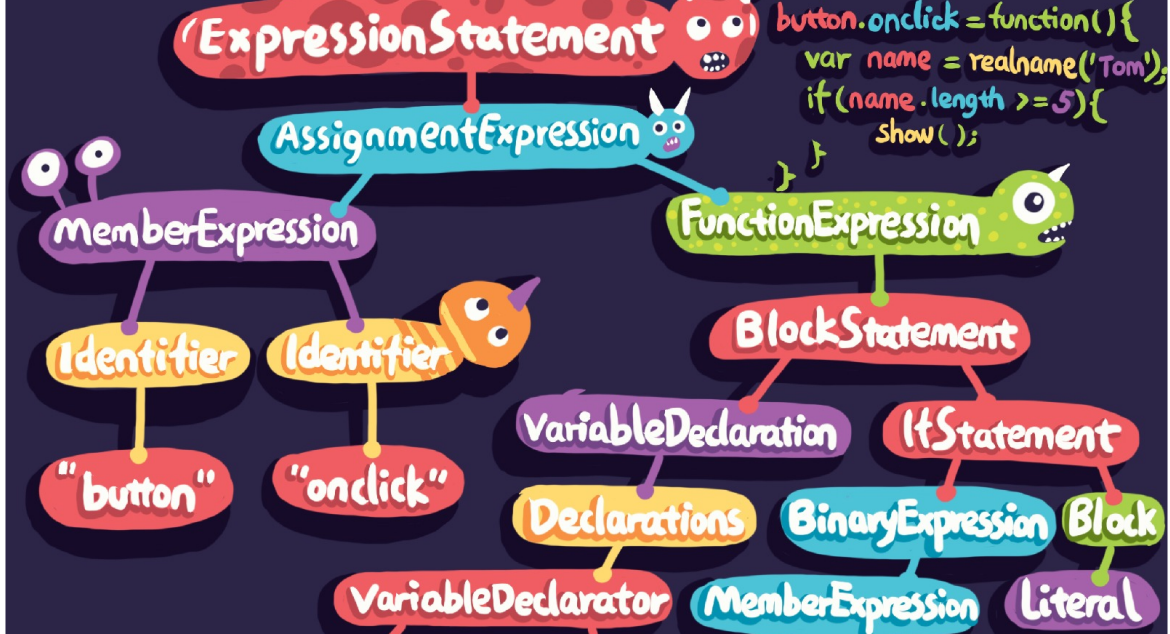 'ExpressionStatement
button.onclick = function(){
var name = realname('Tom');
if(name.length >= 5){
show();
}
}
AssignmentExpression
MemberExpression
FunctionExpression
Identifier
Identifier
BlockStatement
"button"
"onclick"
VariableDeclaration
IfStatement
Declarations
BinaryExpression
Block
VariableDeclarator
MemberExpression
Literal